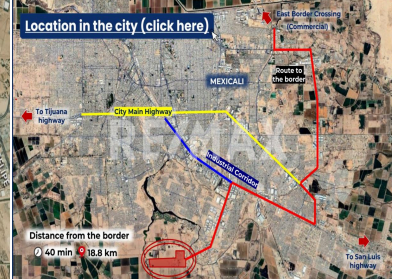 Location in the city (click here)
East Border Crossing
(Commercial)
Route to
the border
MEXICALI
To Tijuana
highway
City Main Highway
RE/MAX
Industrial Corridor
Distance from the border
40 min 18.8 km
To San Luis
highway